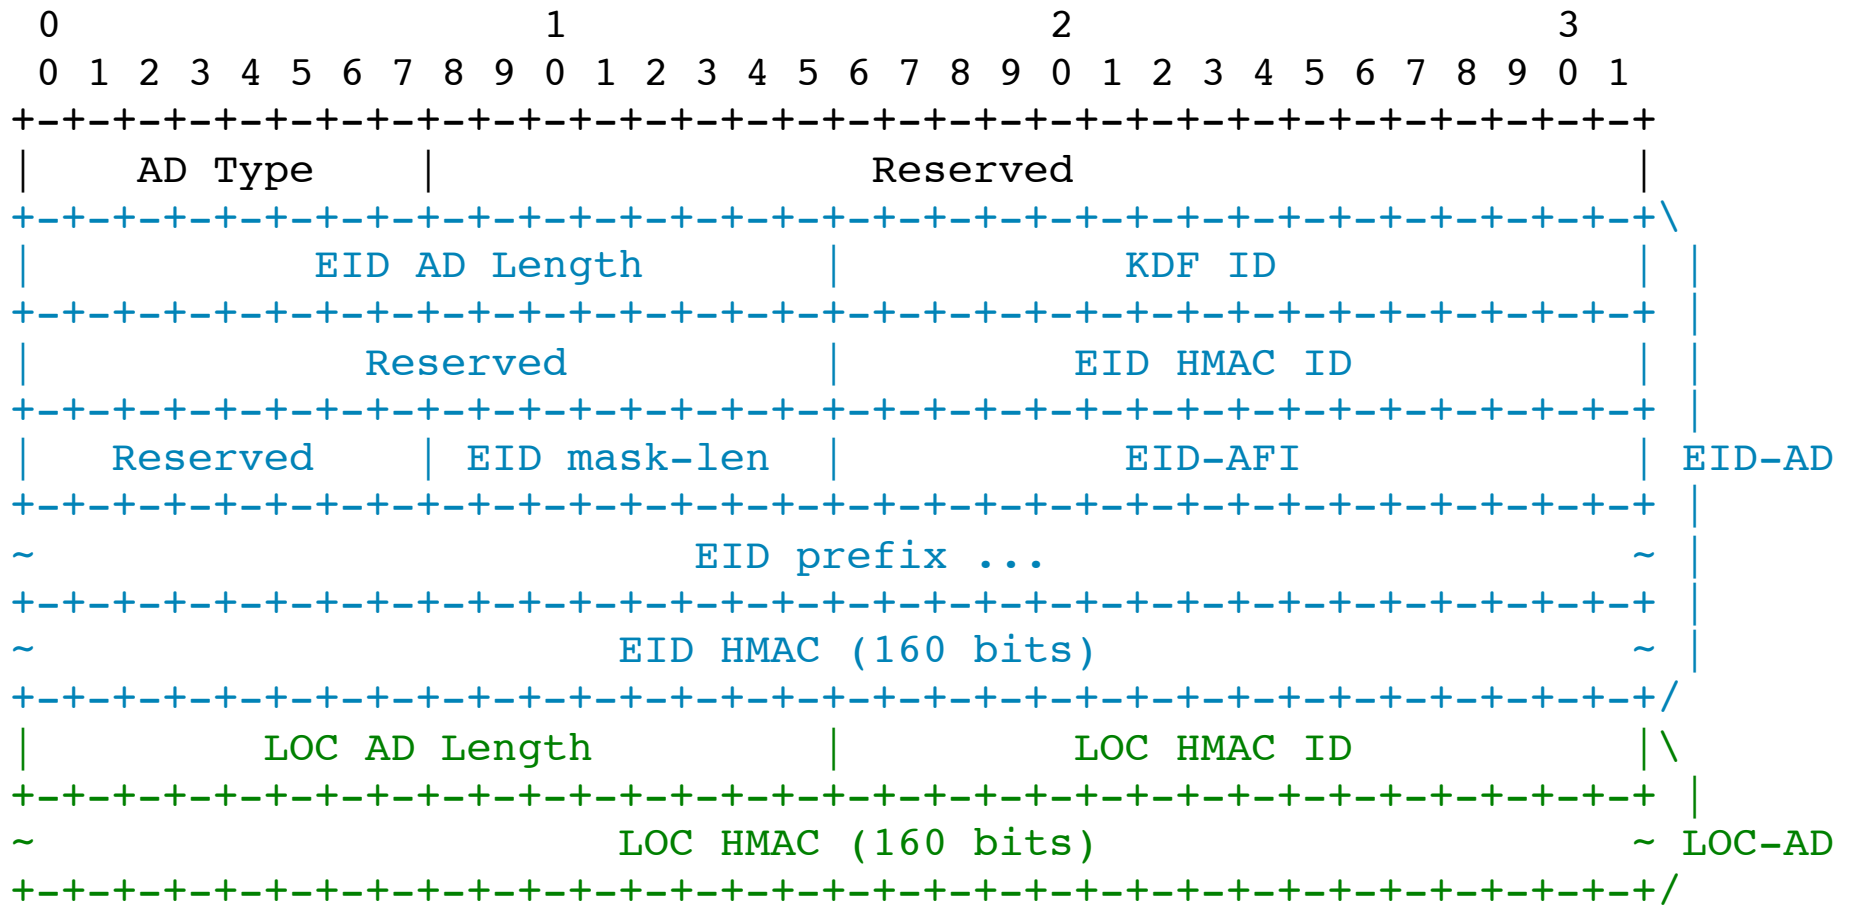 0                   1                   2                   3
 0 1 2 3 4 5 6 7 8 9 0 1 2 3 4 5 6 7 8 9 0 1 2 3 4 5 6 7 8 9 0 1
+-+-+-+-+-+-+-+-+-+-+-+-+-+-+-+-+-+-+-+-+-+-+-+-+-+-+-+-+-+-+-+-+
|    AD Type    |                 Reserved                      |
+-+-+-+-+-+-+-+-+-+-+-+-+-+-+-+-+-+-+-+-+-+-+-+-+-+-+-+-+-+-+-+-+\
|           EID AD Length       |           KDF ID              | |
+-+-+-+-+-+-+-+-+-+-+-+-+-+-+-+-+-+-+-+-+-+-+-+-+-+-+-+-+-+-+-+-+ |
|             Reserved          |         EID HMAC ID           | |
+-+-+-+-+-+-+-+-+-+-+-+-+-+-+-+-+-+-+-+-+-+-+-+-+-+-+-+-+-+-+-+-+ |
|   Reserved    | EID mask-len  |           EID-AFI             | EID-AD
+-+-+-+-+-+-+-+-+-+-+-+-+-+-+-+-+-+-+-+-+-+-+-+-+-+-+-+-+-+-+-+-+ |
~                          EID prefix ...                       ~ |
+-+-+-+-+-+-+-+-+-+-+-+-+-+-+-+-+-+-+-+-+-+-+-+-+-+-+-+-+-+-+-+-+ |
~                       EID HMAC (160 bits)                     ~ |
+-+-+-+-+-+-+-+-+-+-+-+-+-+-+-+-+-+-+-+-+-+-+-+-+-+-+-+-+-+-+-+-+/
|         LOC AD Length         |         LOC HMAC ID           |\
+-+-+-+-+-+-+-+-+-+-+-+-+-+-+-+-+-+-+-+-+-+-+-+-+-+-+-+-+-+-+-+-+ |
~                       LOC HMAC (160 bits)                     ~ LOC-AD
+-+-+-+-+-+-+-+-+-+-+-+-+-+-+-+-+-+-+-+-+-+-+-+-+-+-+-+-+-+-+-+-+/